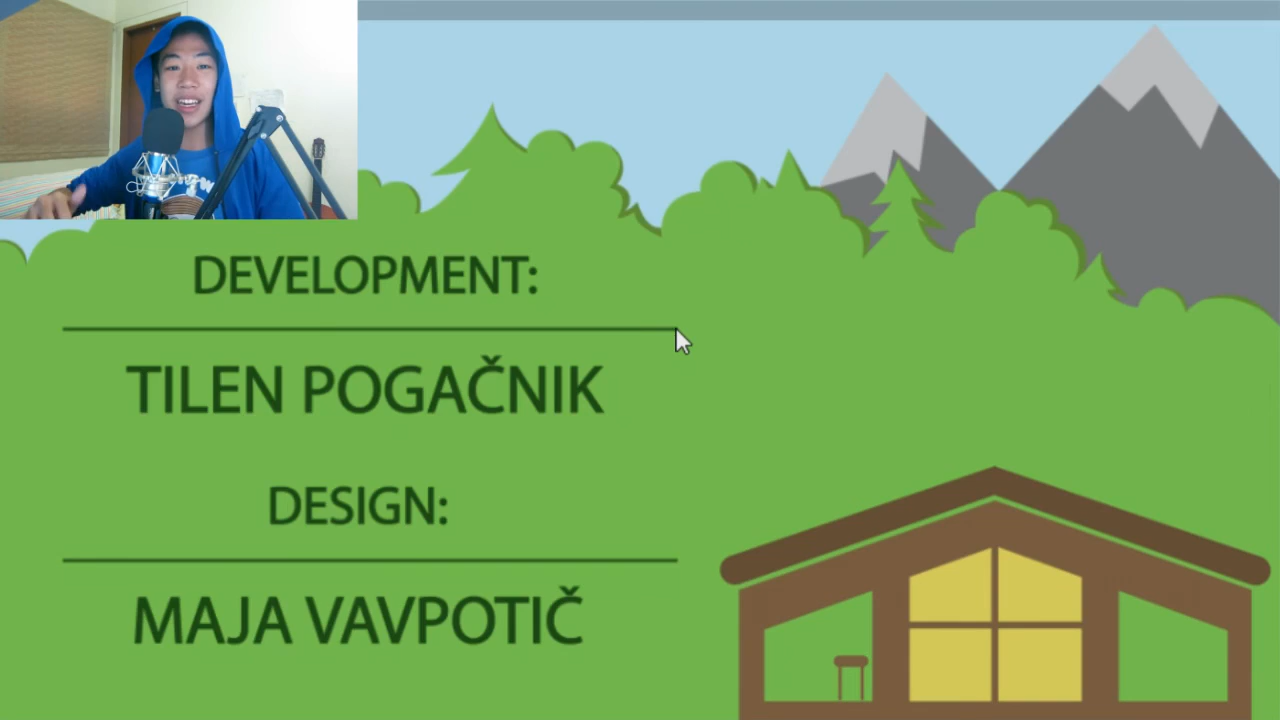 DEVELOPMENT:
TILEN POGAČNIK
DESIGN:
MAJA VAVPOTIČ